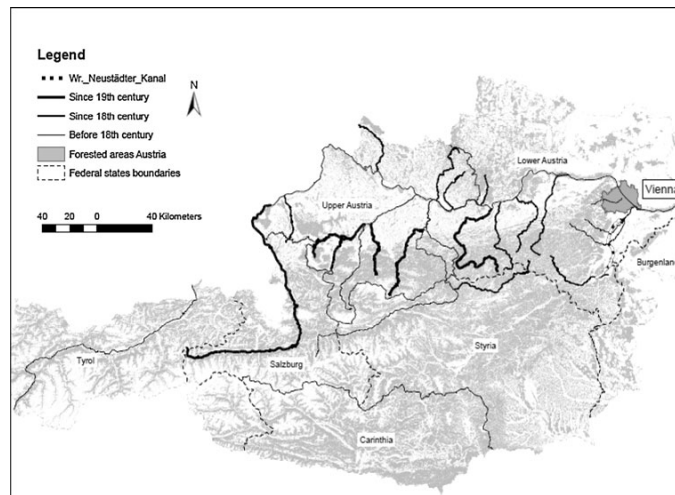 Legend
Wr._Neustädter_Kanal
Since 19th century
Since 18th century
Before 18th century
Forested areas Austria
Federal states boundaries
N
40 20 0 40 Kilometers
Lower Austria
Upper Austria
Vienna
Burgenland
Tyrol
Salzburg
Styria
Carinthia